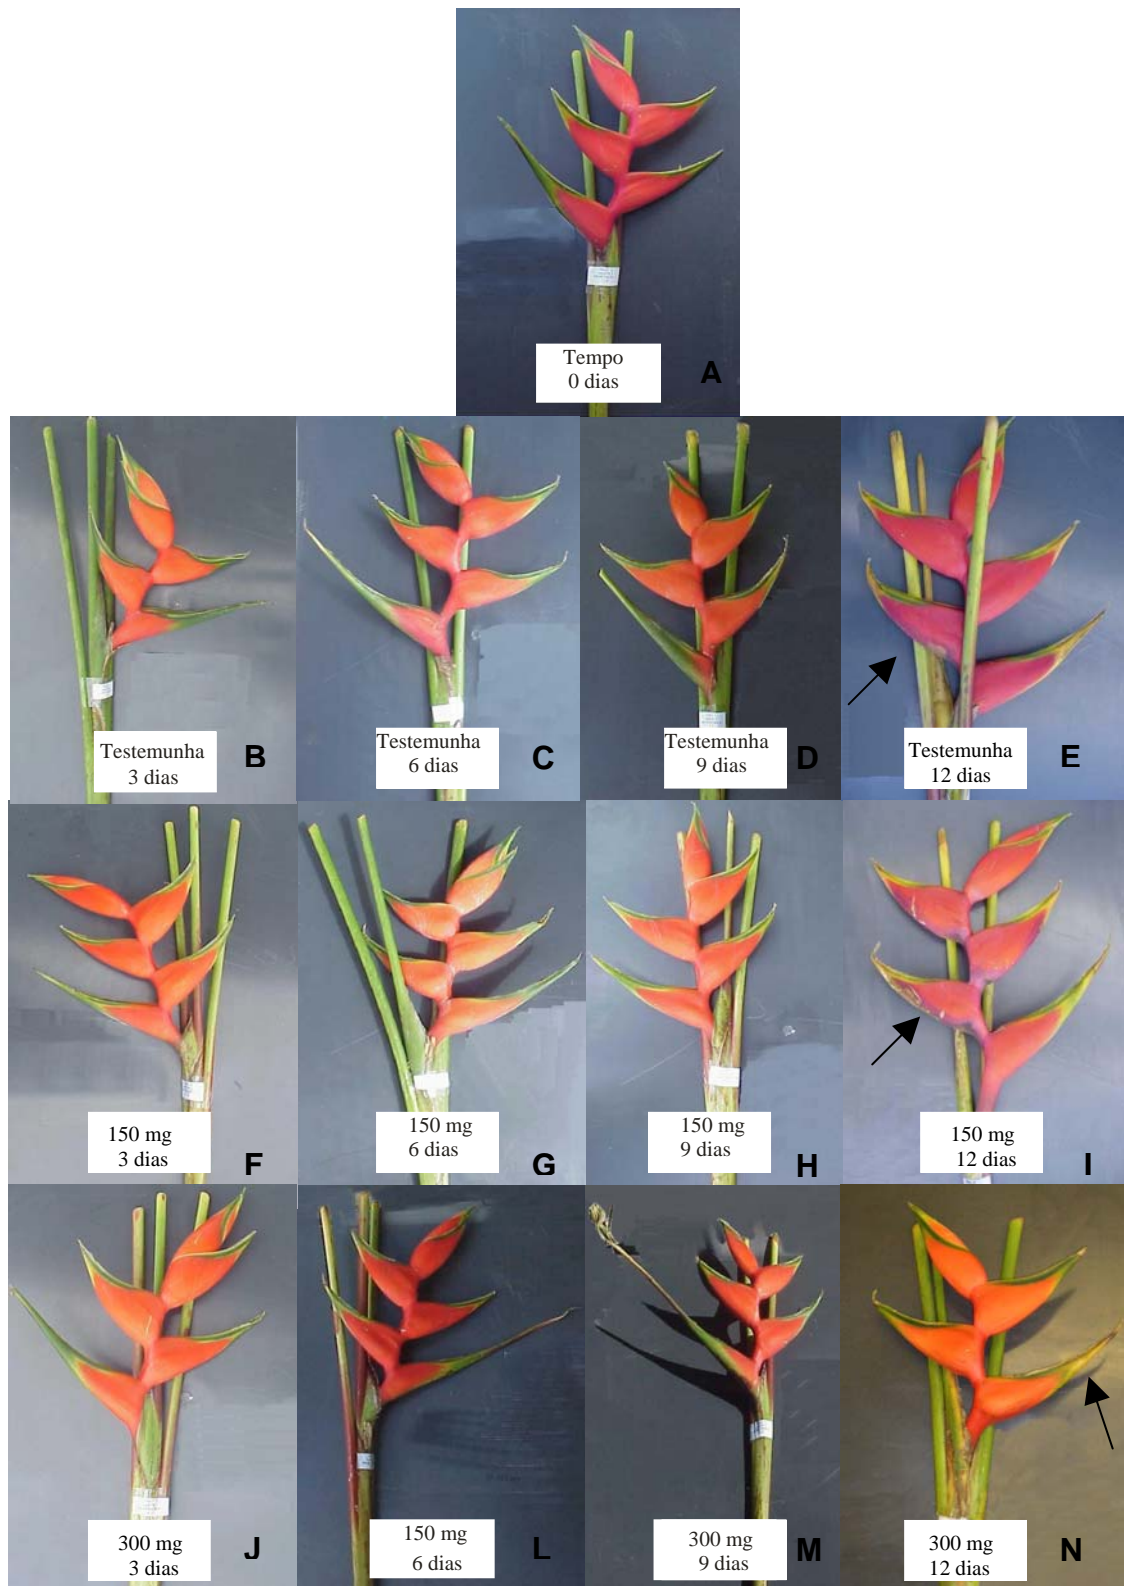 Tempo
0 dias
A
Testemunha
3 dias
B
Testemunha
6 dias
C
Testemunha
9 dias
D
Testemunha
12 dias
E
150 mg
3 dias
F
150 mg
6 dias
G
150 mg
9 dias
H
150 mg
12 dias
I
300 mg
3 dias
J
150 mg
6 dias
L
300 mg
9 dias
M
300 mg
12 dias
N